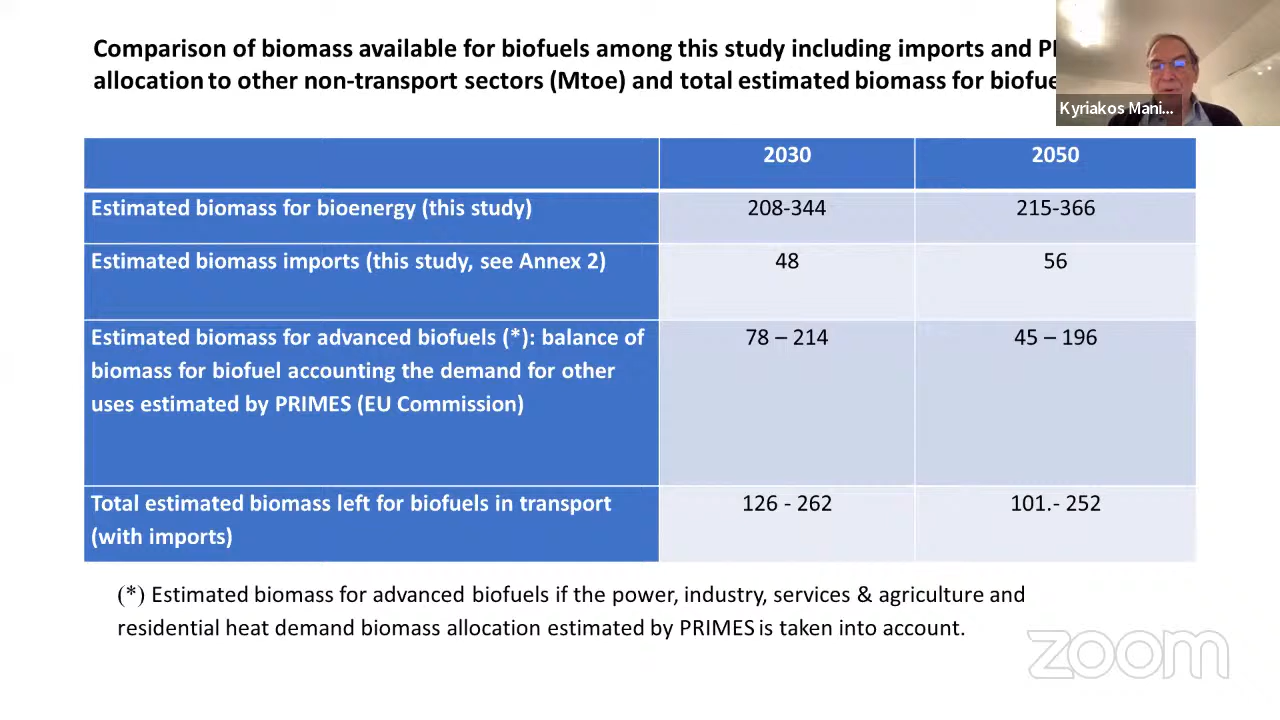 Comparison of biomass available for biofuels among this study including imports and
allocation to other non-transport sectors (Mtoe) and total estimated biomass for
Kyriakos Mani...
2030 2050
Estimated biomass for bioenergy (this study) 208-344 215-366
Estimated biomass imports (this study, see Annex 2) 48 56
Estimated biomass for advanced biofuels (*): balance of 78 – 214 45 – 196
biomass for biofuel accounting the demand for other
uses estimated by PRIMES (EU Commission)
Total estimated biomass left for biofuels in transport 126 - 262 101.- 252
(with imports)
(*) Estimated biomass for advanced biofuels if the power, industry, services & agriculture and
residential heat demand biomass allocation estimated by PRIMES is taken into account.
zoom